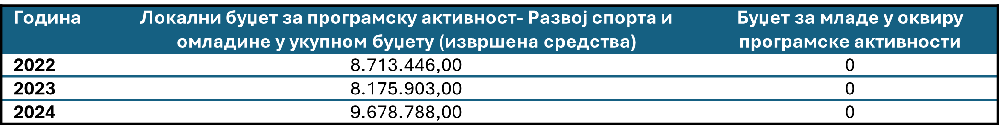 Година Локални буџет за програмску активност- Развој спорта и Буџет за младе у оквиру
омладине у укупном буџету (извршена средства) програмске активности
2022 8.713.446,00 0
2023 8.175.903,00 0
2024 9.678.788,00 0